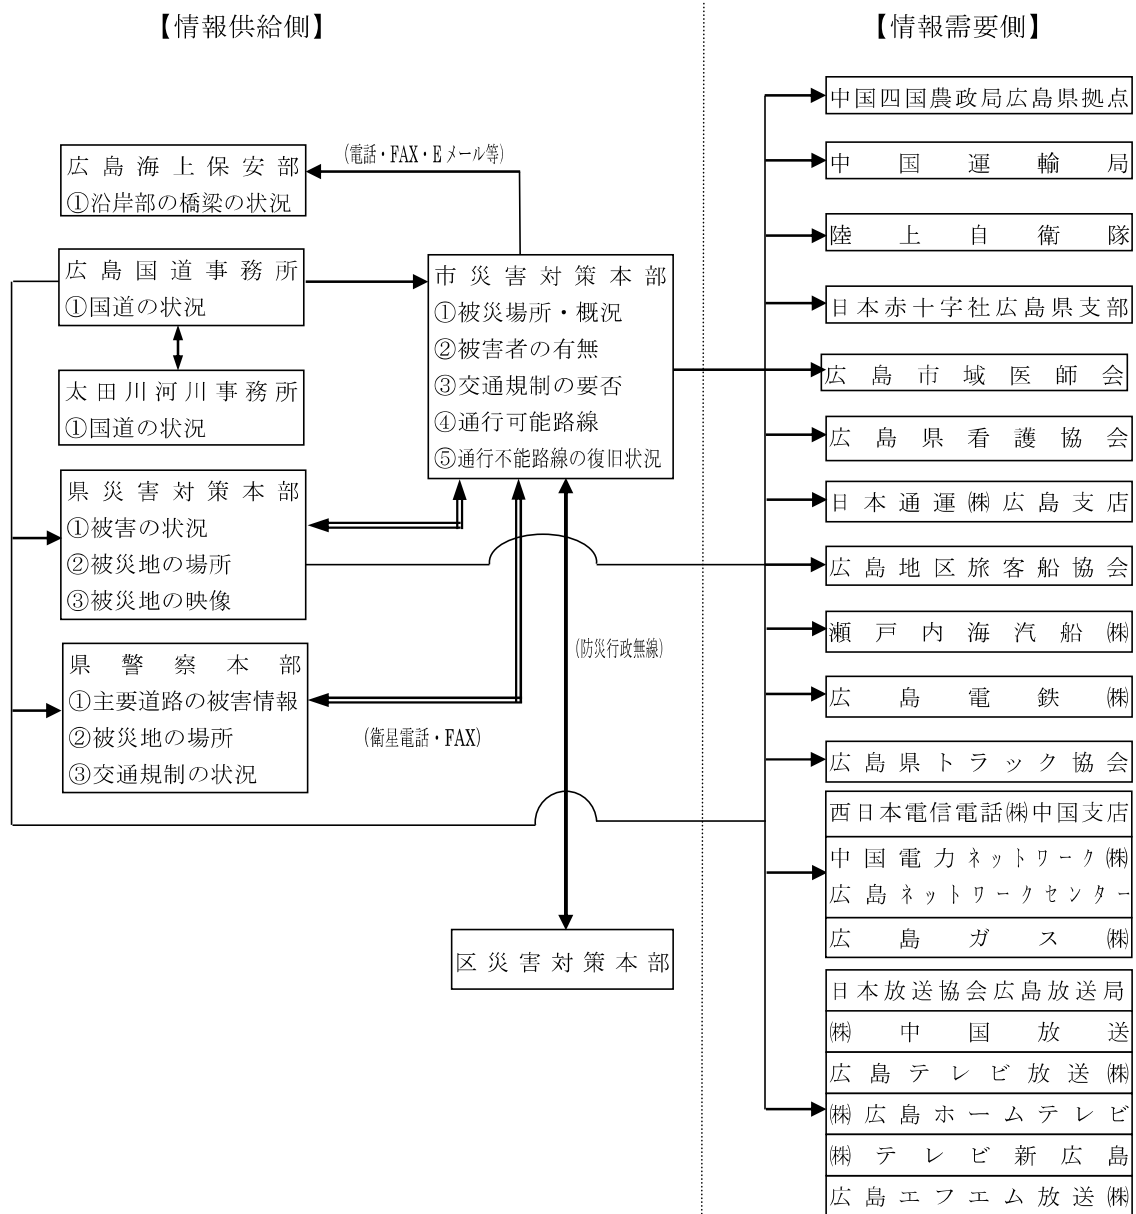 【情報供給側】
【情報需要側】
(電話・FAX・Eメール等)
広島海上保安部
①沿岸部の橋梁の状況
広島国道事務所
①国道の状況
太田川河川事務所
①国道の状況
県災害対策本部
①被害の状況
②被災地の場所
③被災地の映像
県警察本部
①主要道路の被害情報
②被災地の場所
③交通規制の状況
市災害対策本部
①被災場所・概況
②被害者の有無
③交通規制の要否
④通行可能路線
⑤通行不能路線の復旧状況
(防災行政無線)
(衛星電話・FAX)
区災害対策本部
中国四国農政局広島県拠点
中国運輸局
陸上自衛隊
日本赤十字社広島県支部
広島市域医師会
広島県看護協会
日本通運㈱広島支店
広島地区旅客船協会
瀬戸内海汽船㈱
広島電鉄㈱
広島県トラック協会
西日本電信電話㈱中国支店
中国電力ネットワーク㈱
広島ネットワークセンター
広島ガス㈱
日本放送協会広島放送局
㈱中国放送
広島テレビ放送㈱
㈱広島ホームテレビ
㈱テレビ新広島
広島エフエム放送㈱